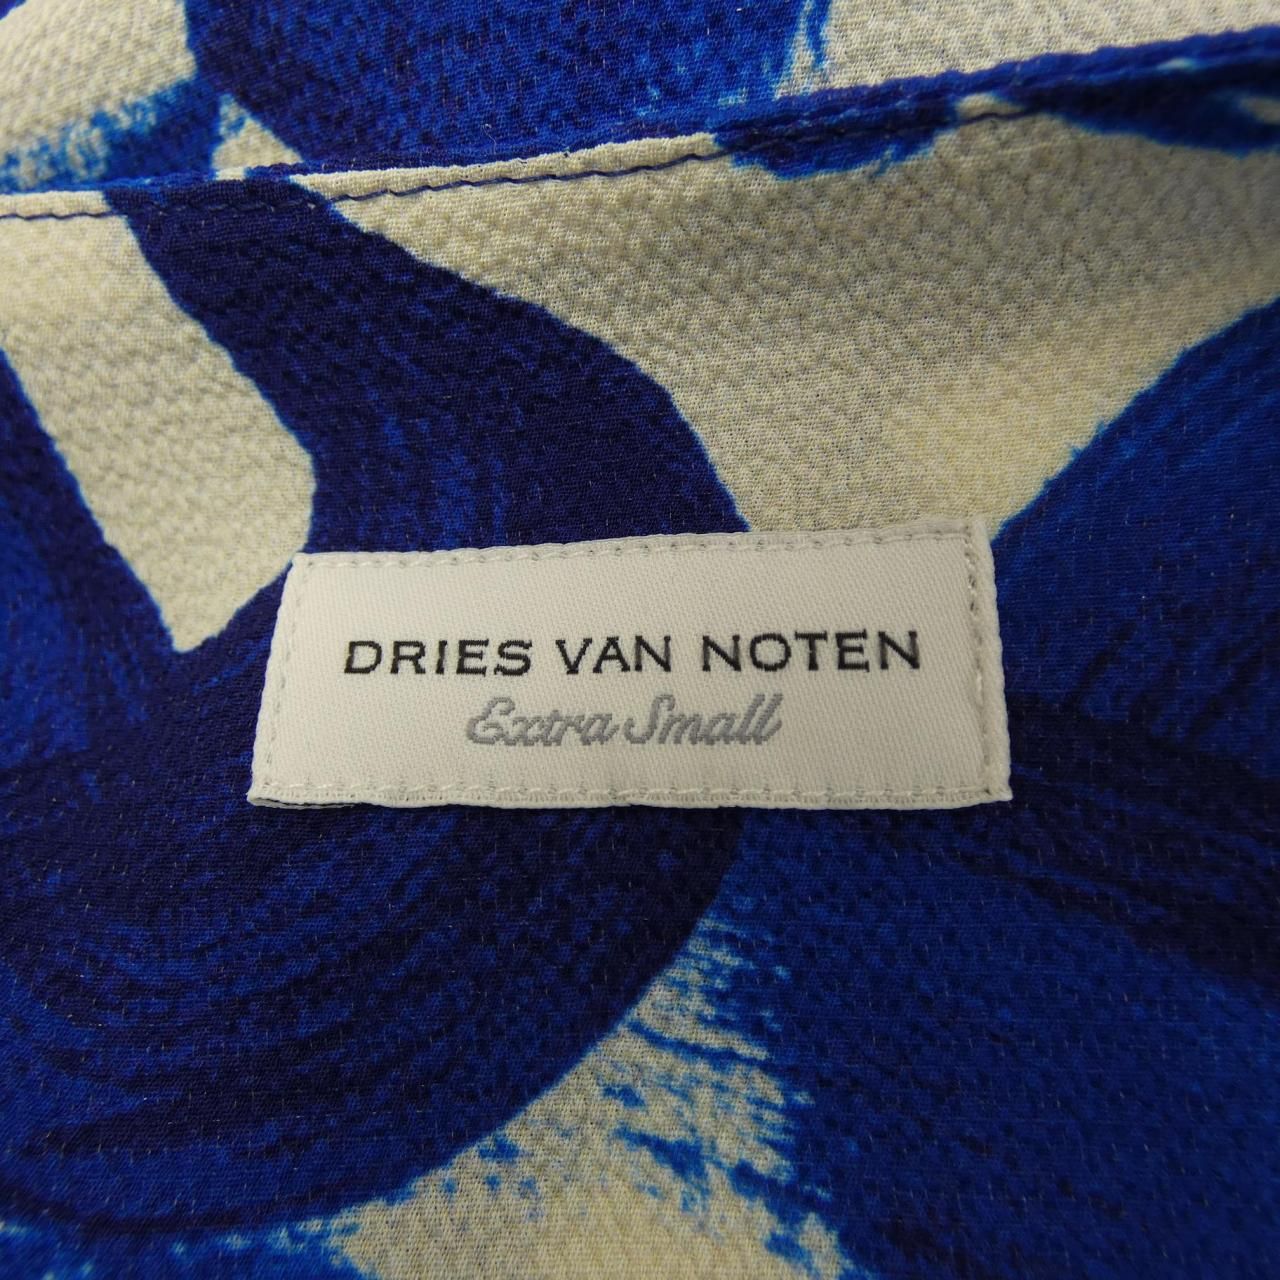 DRIES VAN NOTEN
Extra Small